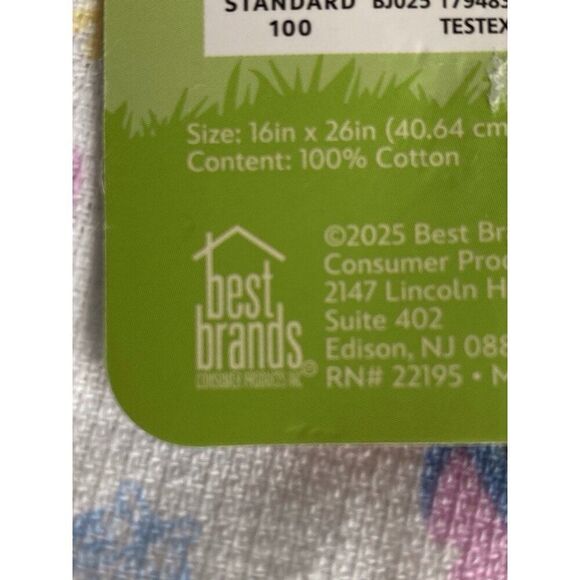 STANDARD BJ025 179483
100 TESTEX
Size: 16in x 26in (40.64 cm
Content: 100% Cotton
best
brands
CONSUMER PRODUCTS, INC.
®
©2025 Best Br
Consumer Proc
2147 Lincoln H
Suite 402
Edison, NJ 088
RN# 22195 • M